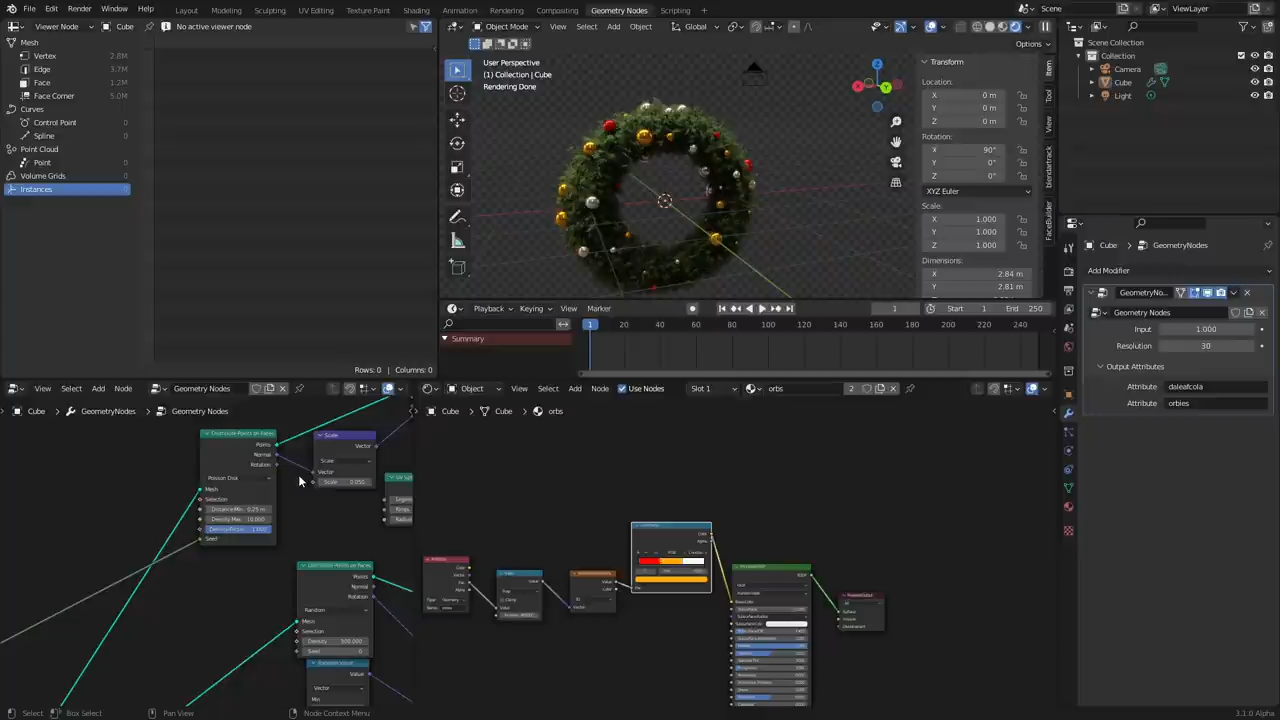 File Edit Render Window Help Layout Modeling Sculpting UV Editing Texture Paint Shading Animation Rendering Compositing Geometry Nodes Scripting Scene ViewLayer
Viewer Node Cube No active viewer node
Object Mode View Select Add Object Global
Options
Mesh
Vertex 2.8M
Edge 3.7M
Face 1.2M
Face Corner 5.0M
Curves
Control Point 0
Spline 0
Point Cloud
Point 0
Volume Grids
Instances 0
Rows: 0 | Columns: 0
User Perspective
(1) Collection | Cube
Rendering Done
Z
X
Y
Transform
Location:
X 0 m
Y 0 m
Z 0 m
Rotation:
X 90°
Y 0°
Z 0°
XYZ Euler
Scale:
X 1.000
Y 1.000
Z 1.000
Dimensions:
X 2.84 m
Y 2.81 m
Item
Tool
View
blendartrack
FaceBuilder
Playback Keying View Marker 1 Start 1 End 250
1 20 40 60 80 100 120 140 160 180 200 220 240
Summary
Scene Collection
Collection
Camera
Cube
Light
Cube GeometryNodes
Add Modifier
GeometryNo...
Geometry Nodes
Input 1.000
Resolution 30
Output Attributes
Attribute daleafcola
Attribute orbies
View Select Add Node Geometry Nodes
Cube GeometryNodes Geometry Nodes
Distribute Points on Faces
Points
Normal
Rotation
Poisson Disk
Mesh
Selection
Distance Min 0.25 m
Density Max 10.000
Seed
Scale
Vector
Scale
Vector
Scale 0.050
Distribute Points on Faces
Points
Normal
Rotation
Random
Mesh
Selection
Density 500.000
Seed 0
Random Value
Value
Vector
Min
Object View Select Add Node Use Nodes Slot 1 orbs 2
Cube Cube orbs
Select Box Select Pan View Node Context Menu 3.1.0 Alpha